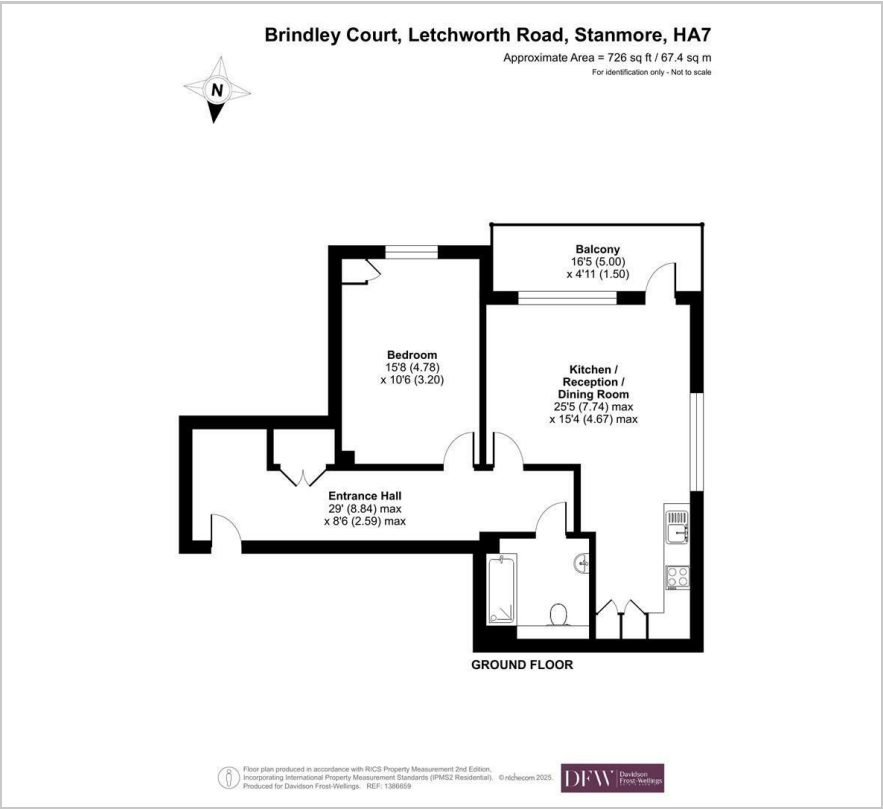 Brindley Court, Letchworth Road, Stanmore, HA7
Approximate Area = 726 sq ft / 67.4 sq m
For identification only - Not to scale
N
Balcony
16'5 (5.00)
x 4'11 (1.50)
Bedroom
15'8 (4.78)
x 10'6 (3.20)
Kitchen /
Reception /
Dining Room
25'5 (7.74) max
x 15'4 (4.67) max
Entrance Hall
29' (8.84) max
x 8'6 (2.59) max
GROUND FLOOR
Floor plan produced in accordance with RICS Property Measurement 2nd Edition,
Incorporating International Property Measurement Standards (IPMS2 Residential). © nichecom 2025.
Produced for Davidson Frost-Wellings. REF: 1386659
DFW
Davidson
Frost-Wellings